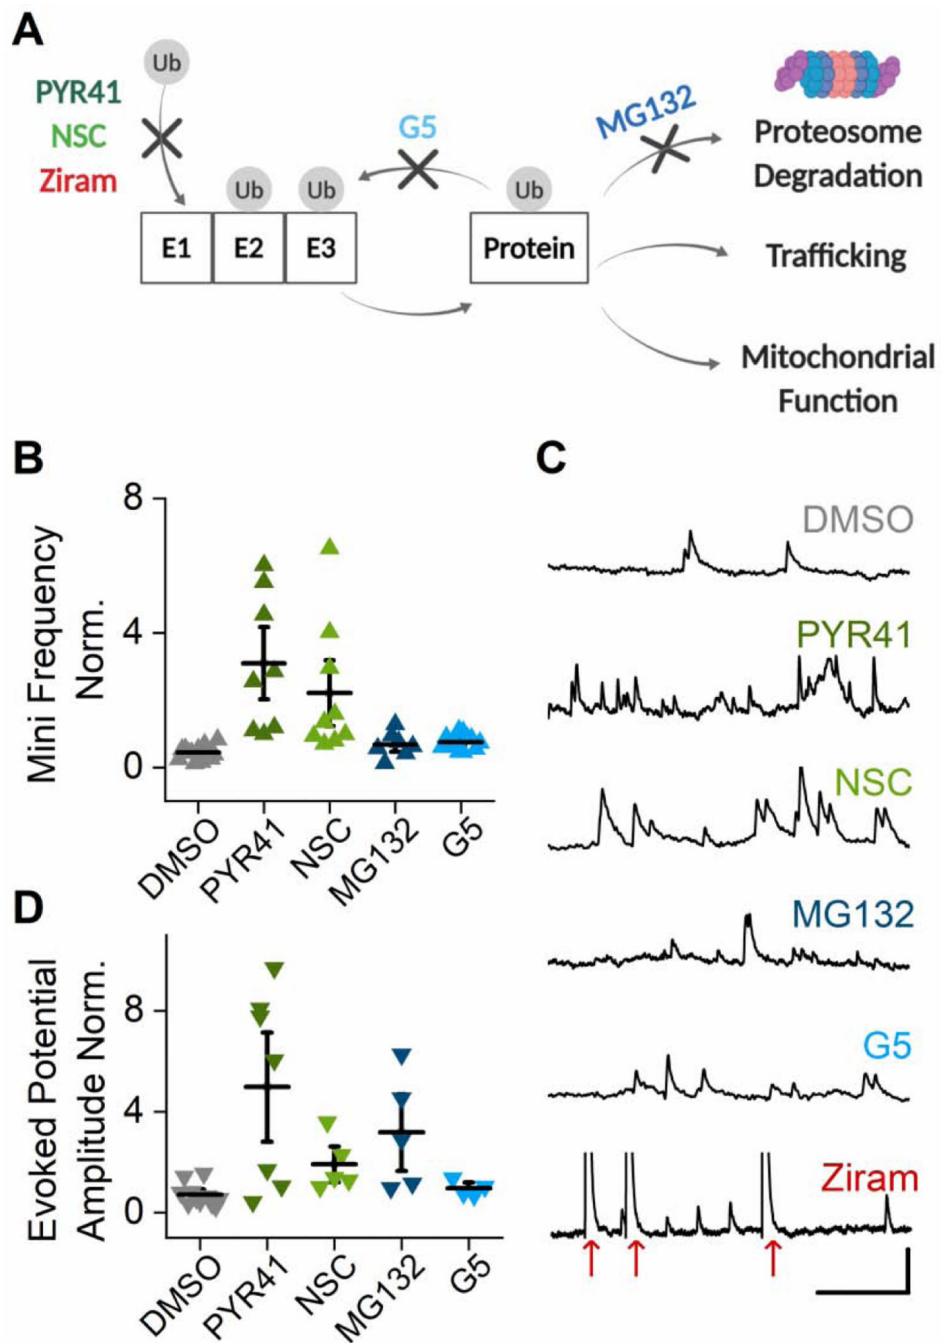 A
Ub
PYR41
NSC
Ziram
G5
MG132
Proteosome
Degradation
Ub
Ub
Ub
E1
E2
E3
Protein
Trafficking
Mitochondrial
Function
B
Mini Frequency
Norm.
8
4
0
DMSO
PYR41
NSC
MG132
G5
C
DMSO
PYR41
NSC
MG132
G5
Ziram
D
Evoked Potential
Amplitude Norm.
8
4
0
DMSO
PYR41
NSC
MG132
G5